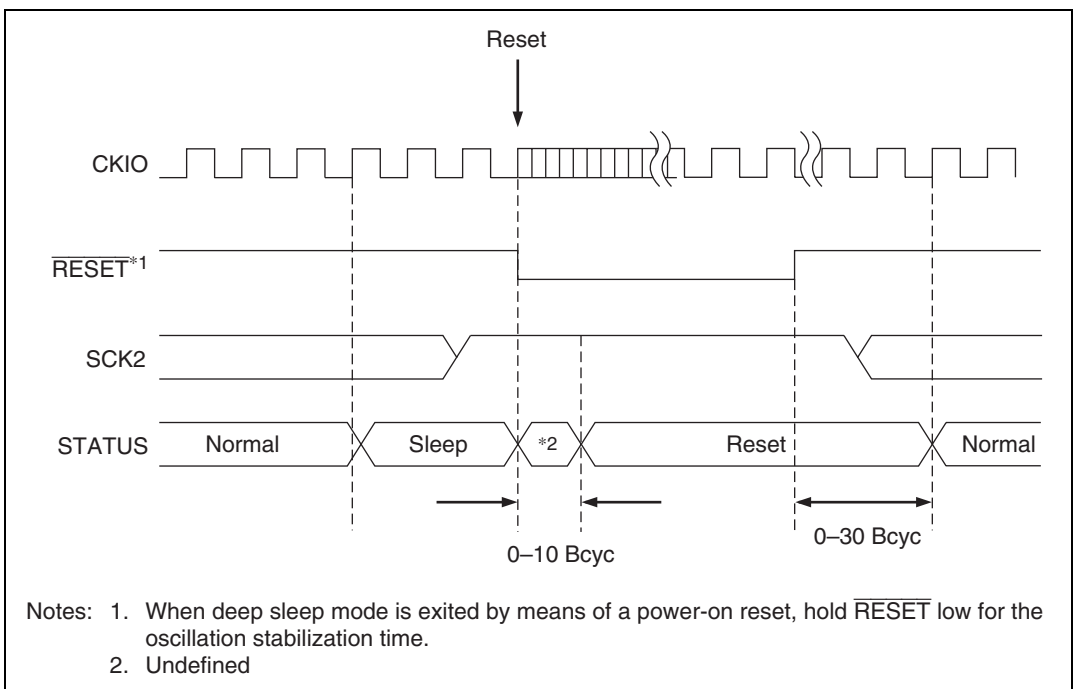 Reset
CKIO
RESET*1
SCK2
STATUS
Normal
Sleep
*2
Reset
Normal
0–10 Bcyc
0–30 Bcyc
Notes: 1. When deep sleep mode is exited by means of a power-on reset, hold RESET low for the
oscillation stabilization time.
2. Undefined